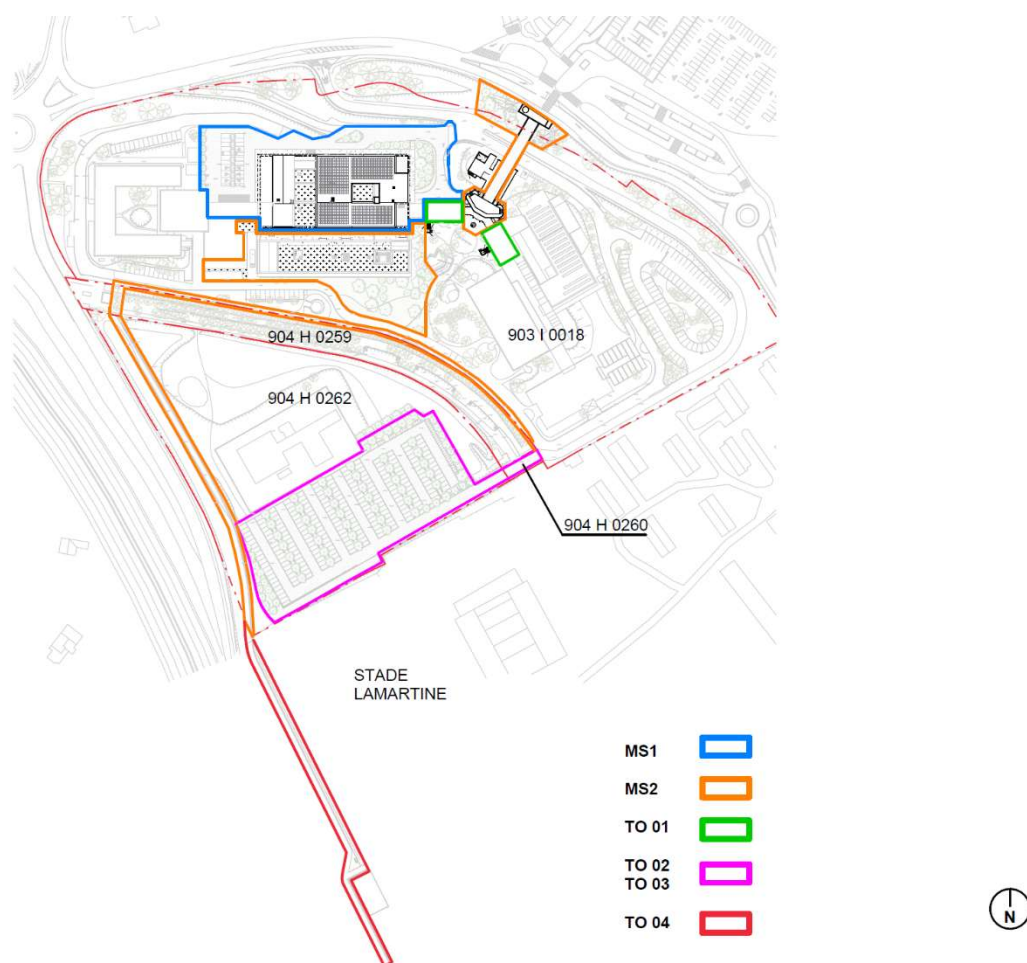 904 H 0259
903 I 0018
904 H 0262
904 H 0260
STADE
LAMARTINE
MS1
MS2
TO 01
TO 02
TO 03
TO 04
N